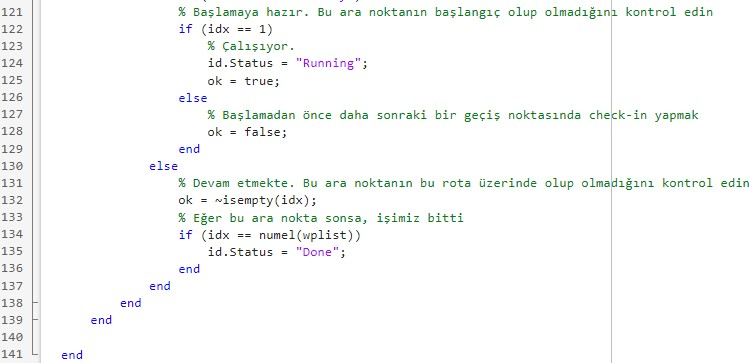 121 % Başlamaya hazır. Bu ara noktanın başlangıç olup olmadığını kontrol edin
122 if (idx == 1)
123 % Çalışıyor.
124 id.Status = "Running";
125 ok = true;
126 else
127 % Başlamadan önce daha sonraki bir geçiş noktasında check-in yapmak
128 ok = false;
129 end
130 else
131 % Devam etmekte. Bu ara noktanın bu rota üzerinde olup olmadığını kontrol edin
132 ok = ~isempty(idx);
133 % Eğer bu ara nokta sonsa, işimiz bitti
134 if (idx == numel(wplist))
135 id.Status = "Done";
136 end
137 end
138 end
139 end
140
141 end